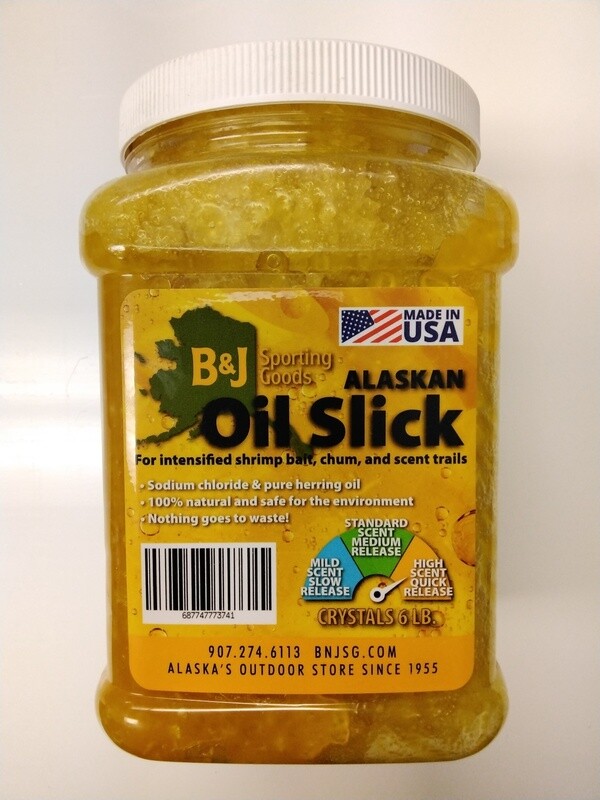 MADE IN
USA
B&J Sporting
Goods
ALASKAN
Oil Slick
For intensified shrimp bait, chum, and scent trails
• Sodium chloride & pure herring oil
• 100% natural and safe for the environment
• Nothing goes to waste!
STANDARD
SCENT
MEDIUM
RELEASE
MILD
SCENT
SLOW
RELEASE
HIGH
SCENT
QUICK
RELEASE
687747773741
CRYSTALS 6 LB.
907.274.6113 BNJSG.COM
ALASKA'S OUTDOOR STORE SINCE 1955